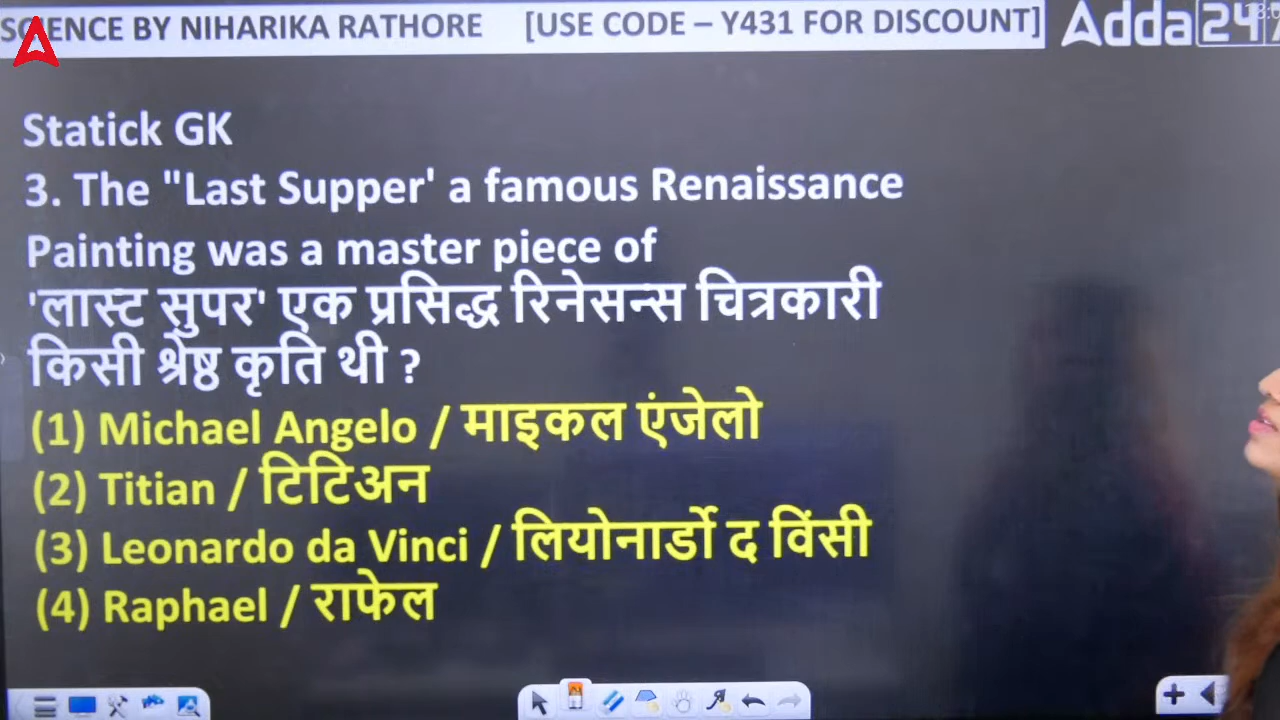 SCIENCE BY NIHARIKA RATHORE [USE CODE – Y431 FOR DISCOUNT] Adda247
Statick GK
3. The "Last Supper' a famous Renaissance
Painting was a master piece of
'लास्ट सुपर' एक प्रसिद्ध रिनेसन्स चित्रकारी
किसी श्रेष्ठ कृति थी ?
(1) Michael Angelo / माइकल एंजेलो
(2) Titian / टिटिअन
(3) Leonardo da Vinci / लियोनार्डो द विंसी
(4) Raphael / राफेल